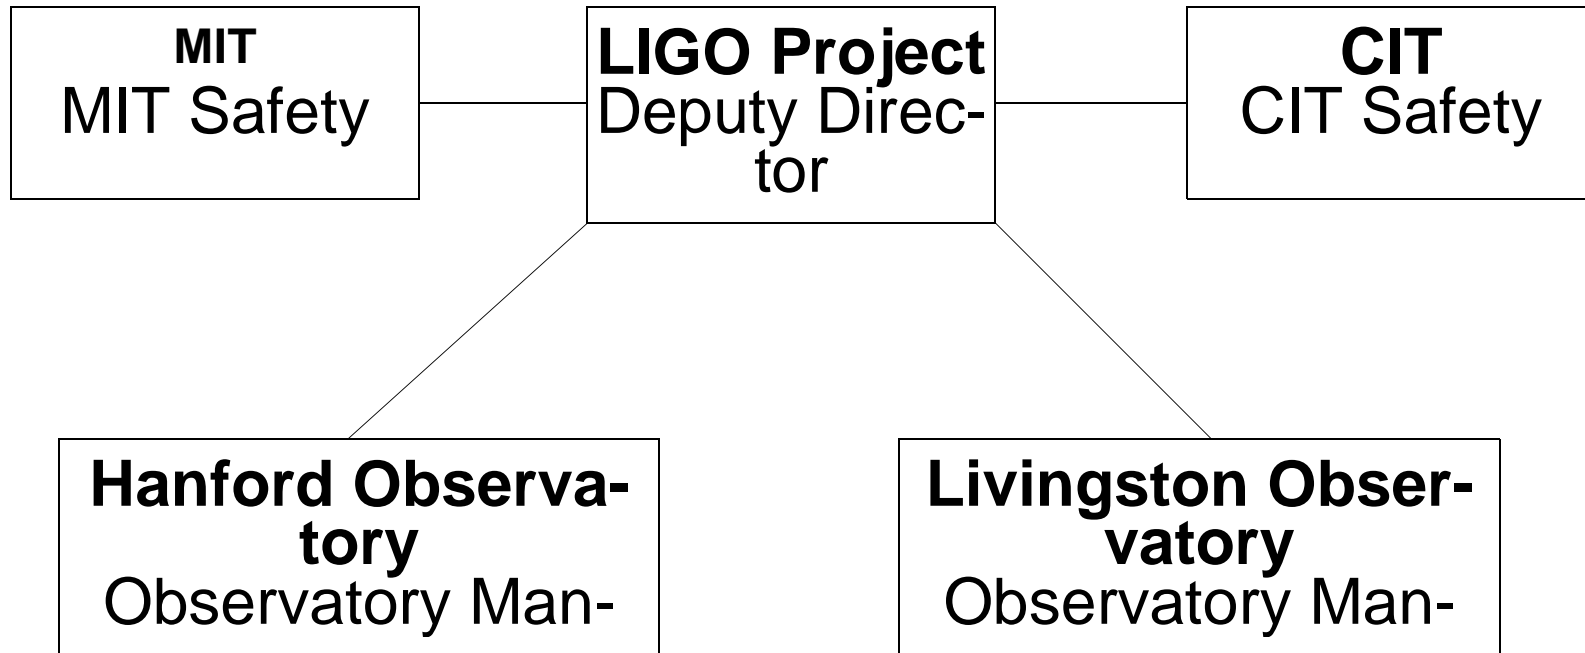 MIT
MIT Safety
LIGO Project
Deputy Direc-
tor
CIT
CIT Safety
Hanford Observa-
tory
Observatory Man-
Livingston Obser-
vatory
Observatory Man-